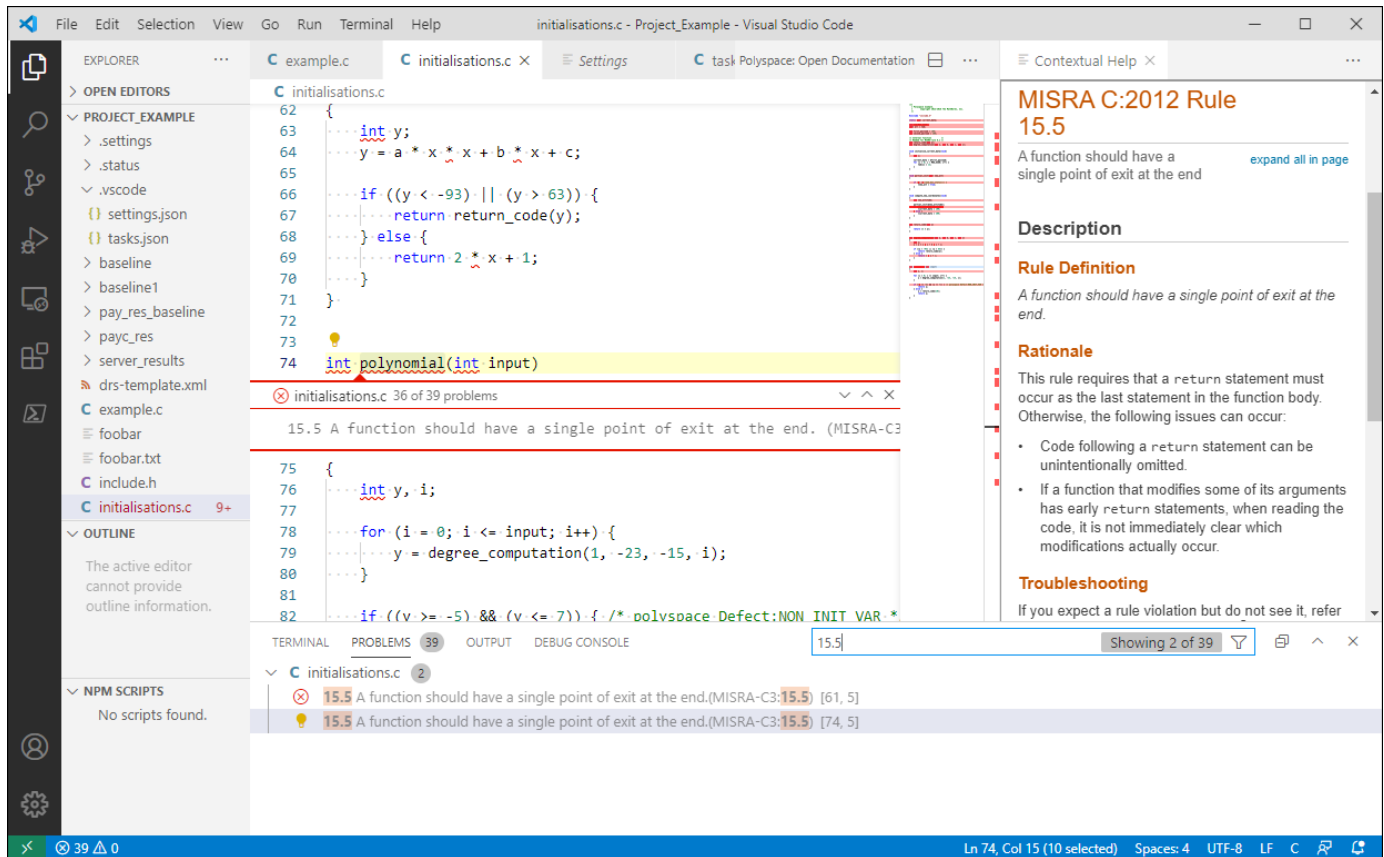 File Edit Selection View Go Run Terminal Help initialisations.c - Project_Example - Visual Studio Code
EXPLORER ···
OPEN EDITORS
PROJECT_EXAMPLE
.settings
.status
.vscode
{} settings.json
{} tasks.json
baseline
baseline1
pay_res_baseline
payc_res
server_results
drs-template.xml
C example.c
foobar
foobar.txt
C include.h
C initialisations.c 9+
OUTLINE
The active editor
cannot provide
outline information.
NPM SCRIPTS
No scripts found.
C example.c C initialisations.c Settings C task Polyspace: Open Documentation ···
C initialisations.c
62 {
63 int y;
64 y = a * x * x + b * x + c;
65
66 if ((y < -93) || (y > 63)) {
67 return return_code(y);
68 } else {
69 return 2 * x + 1;
70 }
71 }
72
73
74 int polynomial(int input)
initialisations.c 36 of 39 problems
15.5 A function should have a single point of exit at the end. (MISRA-C3
75 {
76 int y, i;
77
78 for (i = 0; i <= input; i++) {
79 y = degree_computation(1, -23, -15, i);
80 }
81
82 if ((y >= -5) && (y <= 7)) { /* polyspace Defect:NON_INIT_VAR *
Contextual Help ···
MISRA C:2012 Rule
15.5
A function should have a
single point of exit at the end
expand all in page
Description
Rule Definition
A function should have a single point of exit at the
end.
Rationale
This rule requires that a return statement must
occur as the last statement in the function body.
Otherwise, the following issues can occur:
• Code following a return statement can be
unintentionally omitted.
• If a function that modifies some of its arguments
has early return statements, when reading the
code, it is not immediately clear which
modifications actually occur.
Troubleshooting
If you expect a rule violation but do not see it, refer
TERMINAL PROBLEMS 39 OUTPUT DEBUG CONSOLE 15.5 Showing 2 of 39
C initialisations.c 2
15.5 A function should have a single point of exit at the end.(MISRA-C3:15.5) [61, 5]
15.5 A function should have a single point of exit at the end.(MISRA-C3:15.5) [74, 5]
39 0 Ln 74, Col 15 (10 selected) Spaces: 4 UTF-8 LF C